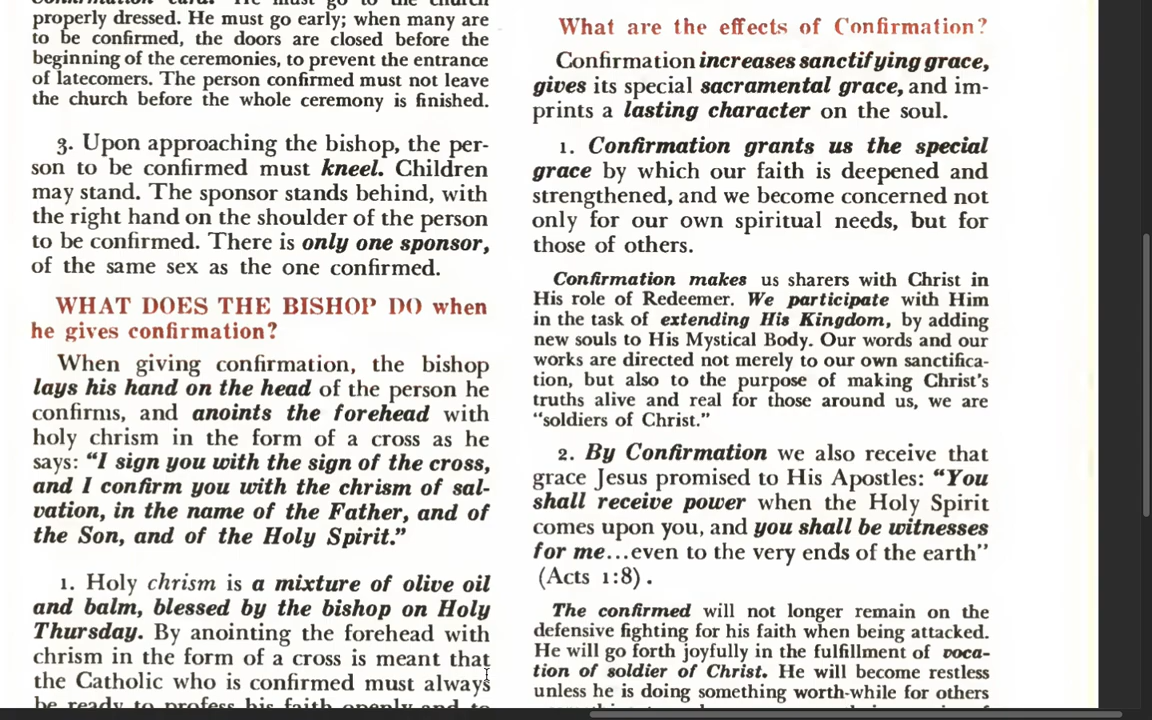 Confirmation card. He must go to the church
properly dressed. He must go early; when many are
to be confirmed, the doors are closed before the
beginning of the ceremonies, to prevent the entrance
of latecomers. The person confirmed must not leave
the church before the whole ceremony is finished.
3. Upon approaching the bishop, the per-
son to be confirmed must kneel. Children
may stand. The sponsor stands behind, with
the right hand on the shoulder of the person
to be confirmed. There is only one sponsor,
of the same sex as the one confirmed.
WHAT DOES THE BISHOP DO when
he gives confirmation?
When giving confirmation, the bishop
lays his hand on the head of the person he
confirms, and anoints the forehead with
holy chrism in the form of a cross as he
says: “I sign you with the sign of the cross,
and I confirm you with the chrism of sal-
vation, in the name of the Father, and of
the Son, and of the Holy Spirit.”
1. Holy chrism is a mixture of olive oil
and balm, blessed by the bishop on Holy
Thursday. By anointing the forehead with
chrism in the form of a cross is meant that
the Catholic who is confirmed must always
be ready to profess his faith openly and to
What are the effects of Confirmation?
Confirmation increases sanctifying grace,
gives its special sacramental grace, and im-
prints a lasting character on the soul.
1. Confirmation grants us the special
grace by which our faith is deepened and
strengthened, and we become concerned not
only for our own spiritual needs, but for
those of others.
Confirmation makes us sharers with Christ in
His role of Redeemer. We participate with Him
in the task of extending His Kingdom, by adding
new souls to His Mystical Body. Our words and our
works are directed not merely to our own sanctifica-
tion, but also to the purpose of making Christ's
truths alive and real for those around us, we are
“soldiers of Christ.”
2. By Confirmation we also receive that
grace Jesus promised to His Apostles: “You
shall receive power when the Holy Spirit
comes upon you, and you shall be witnesses
for me...even to the very ends of the earth”
(Acts 1:8).
The confirmed will not longer remain on the
defensive fighting for his faith when being attacked.
He will go forth joyfully in the fulfillment of voca-
tion of soldier of Christ. He will become restless
unless he is doing something worth-while for others